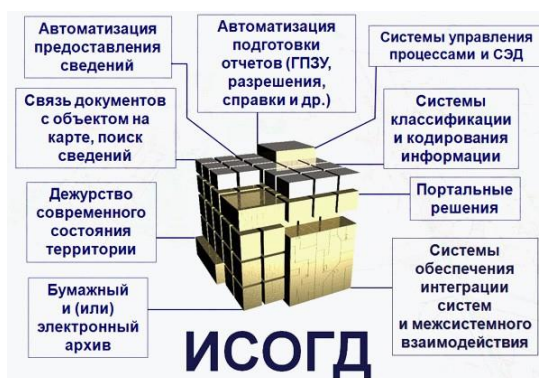 Автоматизация
предоставления
сведений
Автоматизация
подготовки
отчетов (ГПЗУ,
разрешения,
справки и др.)
Системы управления
процессами и СЭД
Связь документов
с объектом на
карте, поиск
сведений
Системы
классификации
и кодирования
информации
Дежурство
современного
состояния
территории
Портальные
решения
Бумажный
и (или)
электронный
архив
Системы
обеспечения
интеграции
систем
и межсистемного
взаимодействия
ИСОГД